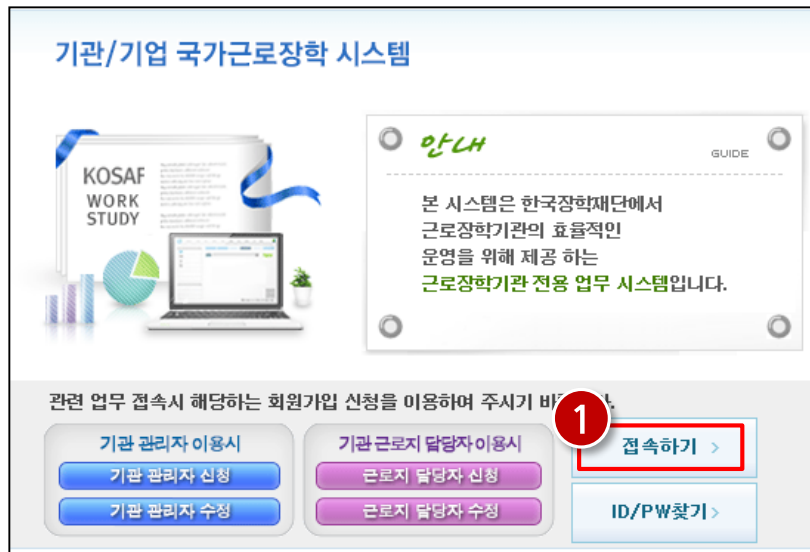 기관/기업 국가근로장학 시스템
KOSAF
WORK
STUDY
안내
GUIDE
본 시스템은 한국장학재단에서
근로장학기관의 효율적인
운영을 위해 제공 하는
근로장학기관 전용 업무 시스템입니다.
관련 업무 접속시 해당하는 회원가입 신청을 이용하여 주시기
1
기관 관리자 이용시
기관 관리자 신청
기관 관리자 수정
기관 근로지 담당자 이용시
근로지 담당자 신청
근로지 담당자 수정
접속하기 >
ID/PW찾기 >